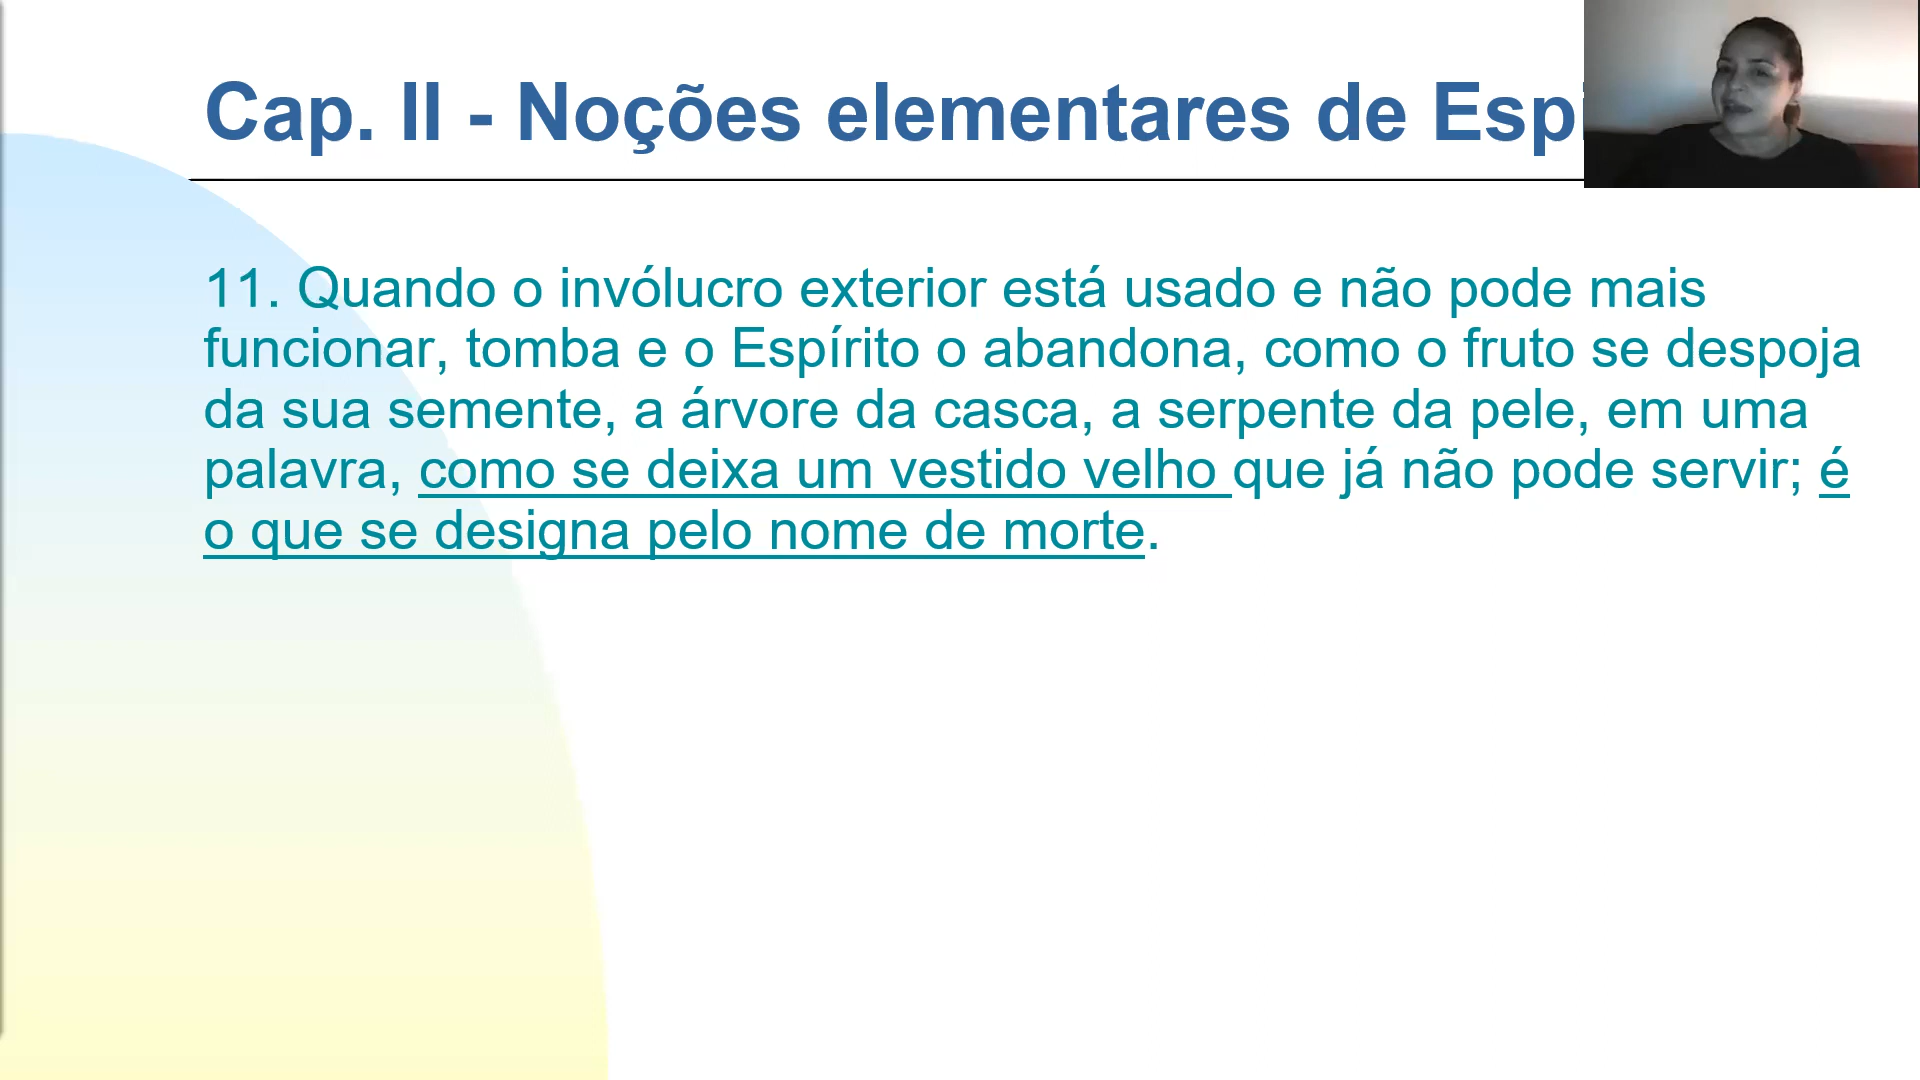 Cap. II - Noções elementares de
11. Quando o invólucro exterior está usado e não pode mais
funcionar, tomba e o Espírito o abandona, como o fruto se despoja
da sua semente, a árvore da casca, a serpente da pele, em uma
palavra, como se deixa um vestido velho que já não pode servir; é
o que se designa pelo nome de morte.